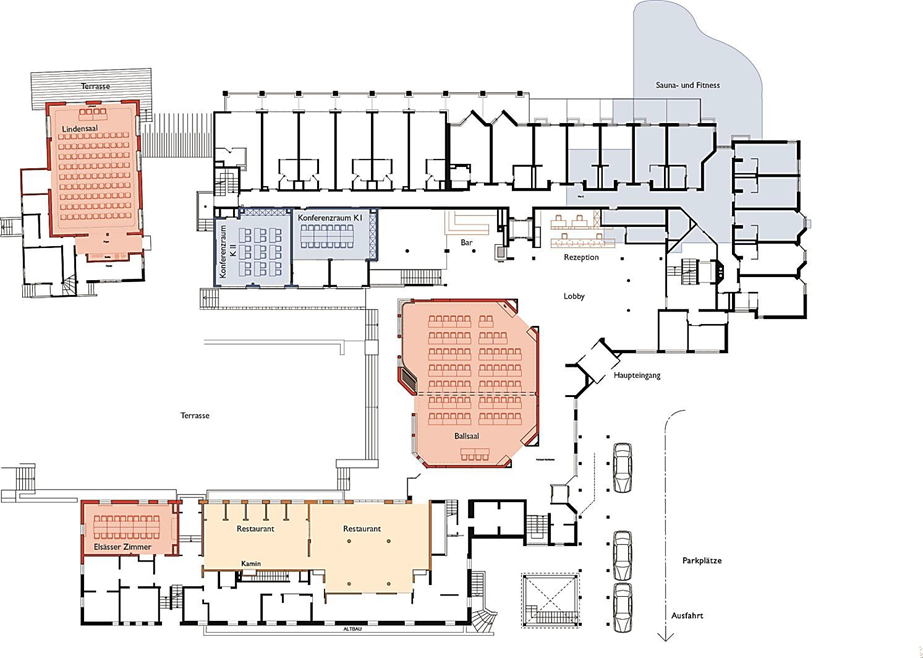 Sauna- und Fitness
Terrasse
Lindensaal
Konferenzraum K I
Konferenzraum
K II
Bar
Rezeption
Lobby
Haupteingang
Terrasse
Ballsaal
Restaurant
Restaurant
Elsässer Zimmer
Kamin
Parkplätze
Ausfahrt
ALTBAU